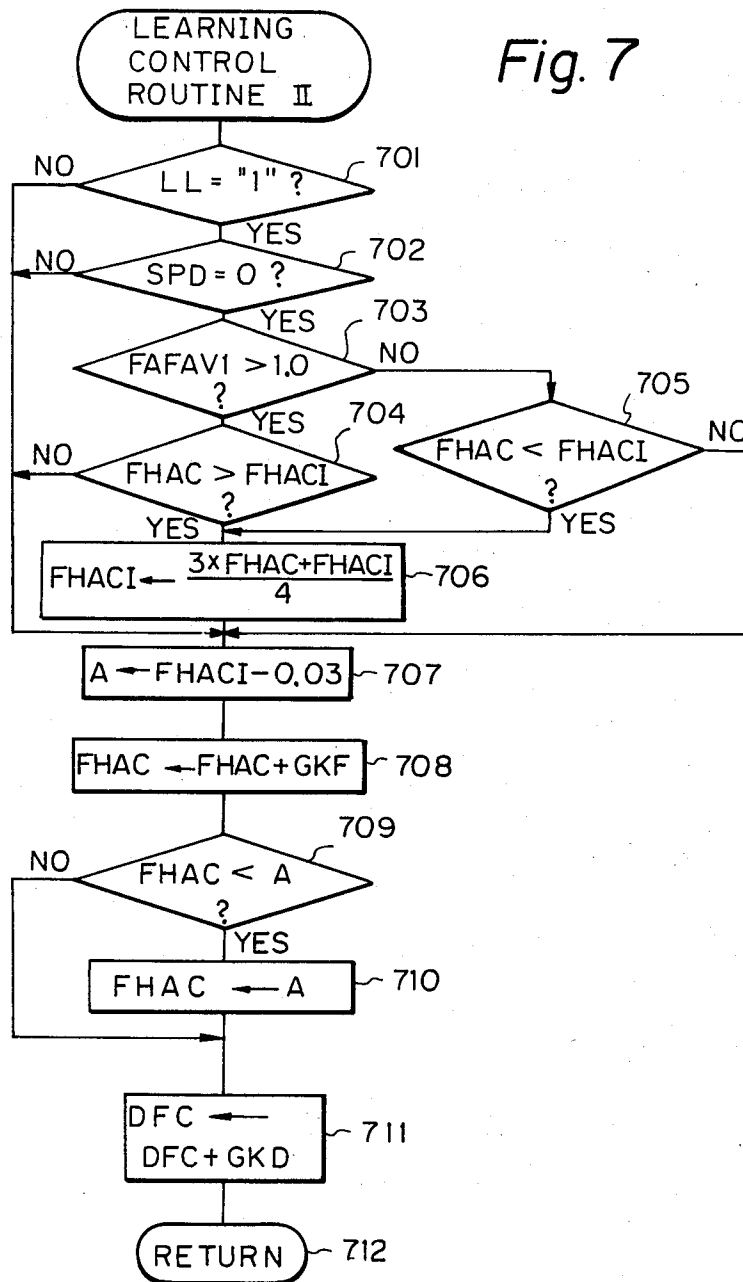 Fig. 7
LEARNING
CONTROL
ROUTINE II
701
LL = "1" ?
NO
YES
702
SPD = 0 ?
NO
YES
703
FAFAV1 > 1.0
?
NO
YES
704
FHAC > FHACI
?
NO
YES
705
FHAC < FHACI
?
NO
YES
FHACI ← 3×FHAC+FHACI
4
706
A ← FHACI-0.03
707
FHAC ← FHAC+GKF
708
709
FHAC < A
?
NO
YES
FHAC ← A
710
DFC ←
DFC+GKD
711
RETURN
712